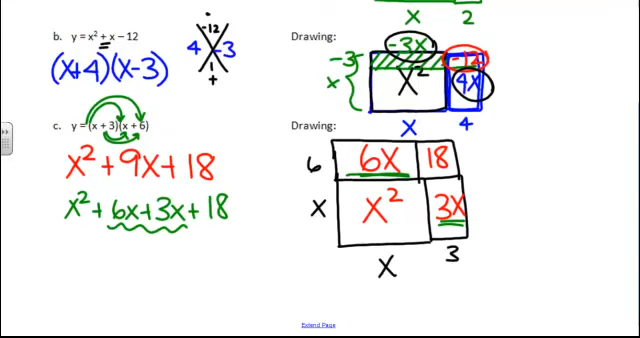 x 2
b. y = x² + x – 12
-12
4 -3
1
+
(x+4)(x-3)
Drawing:
-3x -12
-3
x
x² 4x
x 4
c. y = (x + 3)(x + 6)
Drawing:
x² + 9x + 18
x² + 6x + 3x + 18
6 6x 18
x x² 3x
x 3
Extend Page